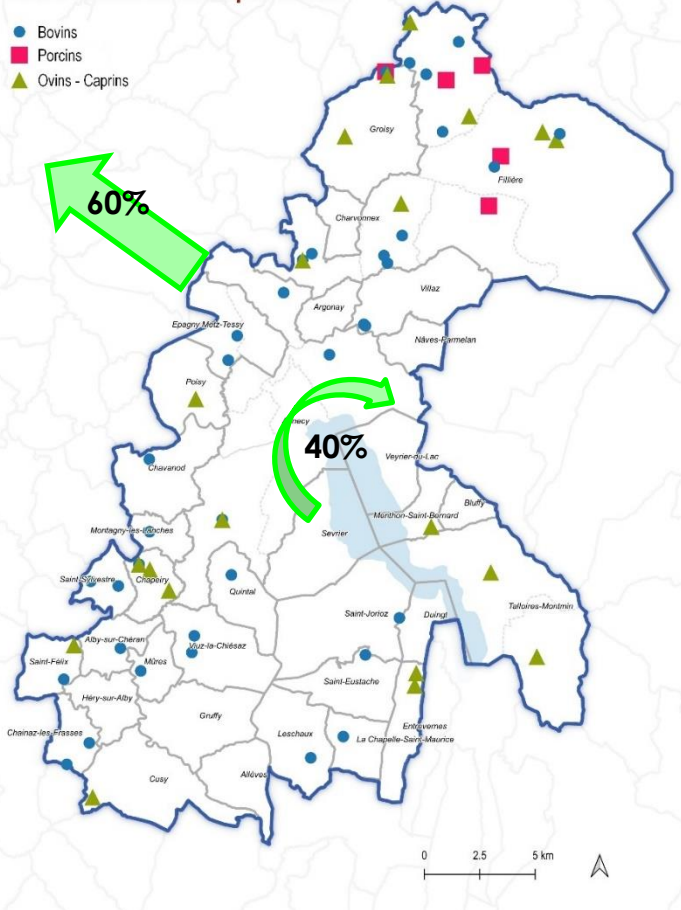 Bovins
Porcins
Ovins - Caprins
Groisy
Fillière
60%
Charvonnex
Villaz
Argonay
Epagny Metz-Tessy
Nâves-Parmelan
Poisy
40%
Veyrier-du-Lac
Chavanod
Bluffy
Menthon-Saint-Bernard
Montagny-les-Lanches
Sevrier
Saint-Sylvestre
Chapeiry
Quintal
Talloires-Montmin
Saint-Jorioz
Duingt
Alby-sur-Chéran
Viuz-la-Chiésaz
Saint-Félix
Mûres
Saint-Eustache
Héry-sur-Alby
Gruffy
Entrevernes
Chainaz-les-Frasses
Leschaux
La Chapelle-Saint-Maurice
Cusy
Allèves
0 2.5 5 km